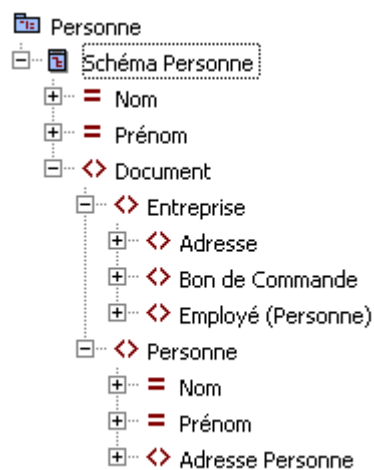 Personne
Schéma Personne
Nom
Prénom
Document
Entreprise
Adresse
Bon de Commande
Employé (Personne)
Personne
Nom
Prénom
Adresse Personne